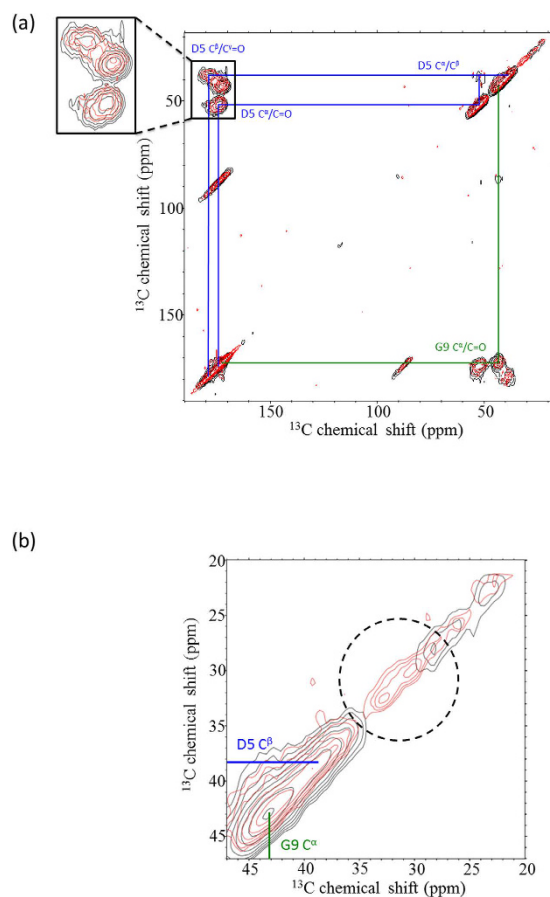 (a)
D5 Cᵝ/Cᵞ=O
D5 Cᵅ/Cᵝ
D5 Cᵅ/C=O
G9 Cᵅ/C=O
50
100
150
¹³C chemical shift (ppm)
150
100
50
¹³C chemical shift (ppm)
(b)
20
25
30
35
40
45
¹³C chemical shift (ppm)
D5 Cᵝ
G9 Cᵅ
45
40
35
30
25
20
¹³C chemical shift (ppm)